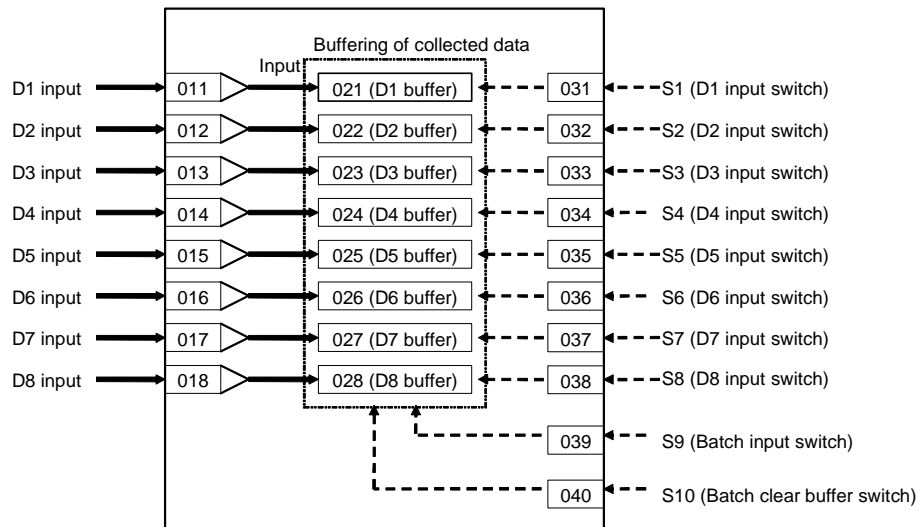 Buffering of collected data
Input
D1 input 011 021 (D1 buffer) 031 S1 (D1 input switch)
D2 input 012 022 (D2 buffer) 032 S2 (D2 input switch)
D3 input 013 023 (D3 buffer) 033 S3 (D3 input switch)
D4 input 014 024 (D4 buffer) 034 S4 (D4 input switch)
D5 input 015 025 (D5 buffer) 035 S5 (D5 input switch)
D6 input 016 026 (D6 buffer) 036 S6 (D6 input switch)
D7 input 017 027 (D7 buffer) 037 S7 (D7 input switch)
D8 input 018 028 (D8 buffer) 038 S8 (D8 input switch)
039 S9 (Batch input switch)
040 S10 (Batch clear buffer switch)